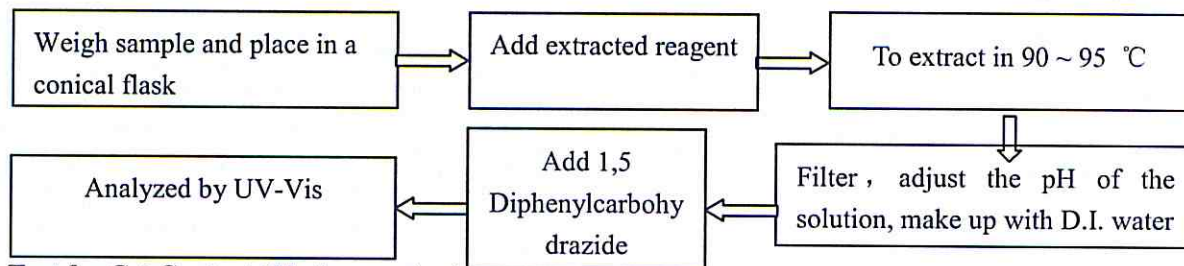 Weigh sample and place in a
conical flask
Add extracted reagent
To extract in 90 ~ 95 ℃
Filter， adjust the pH of the
solution, make up with D.I. water
Add 1,5
Diphenylcarbohy
drazide
Analyzed by UV-Vis